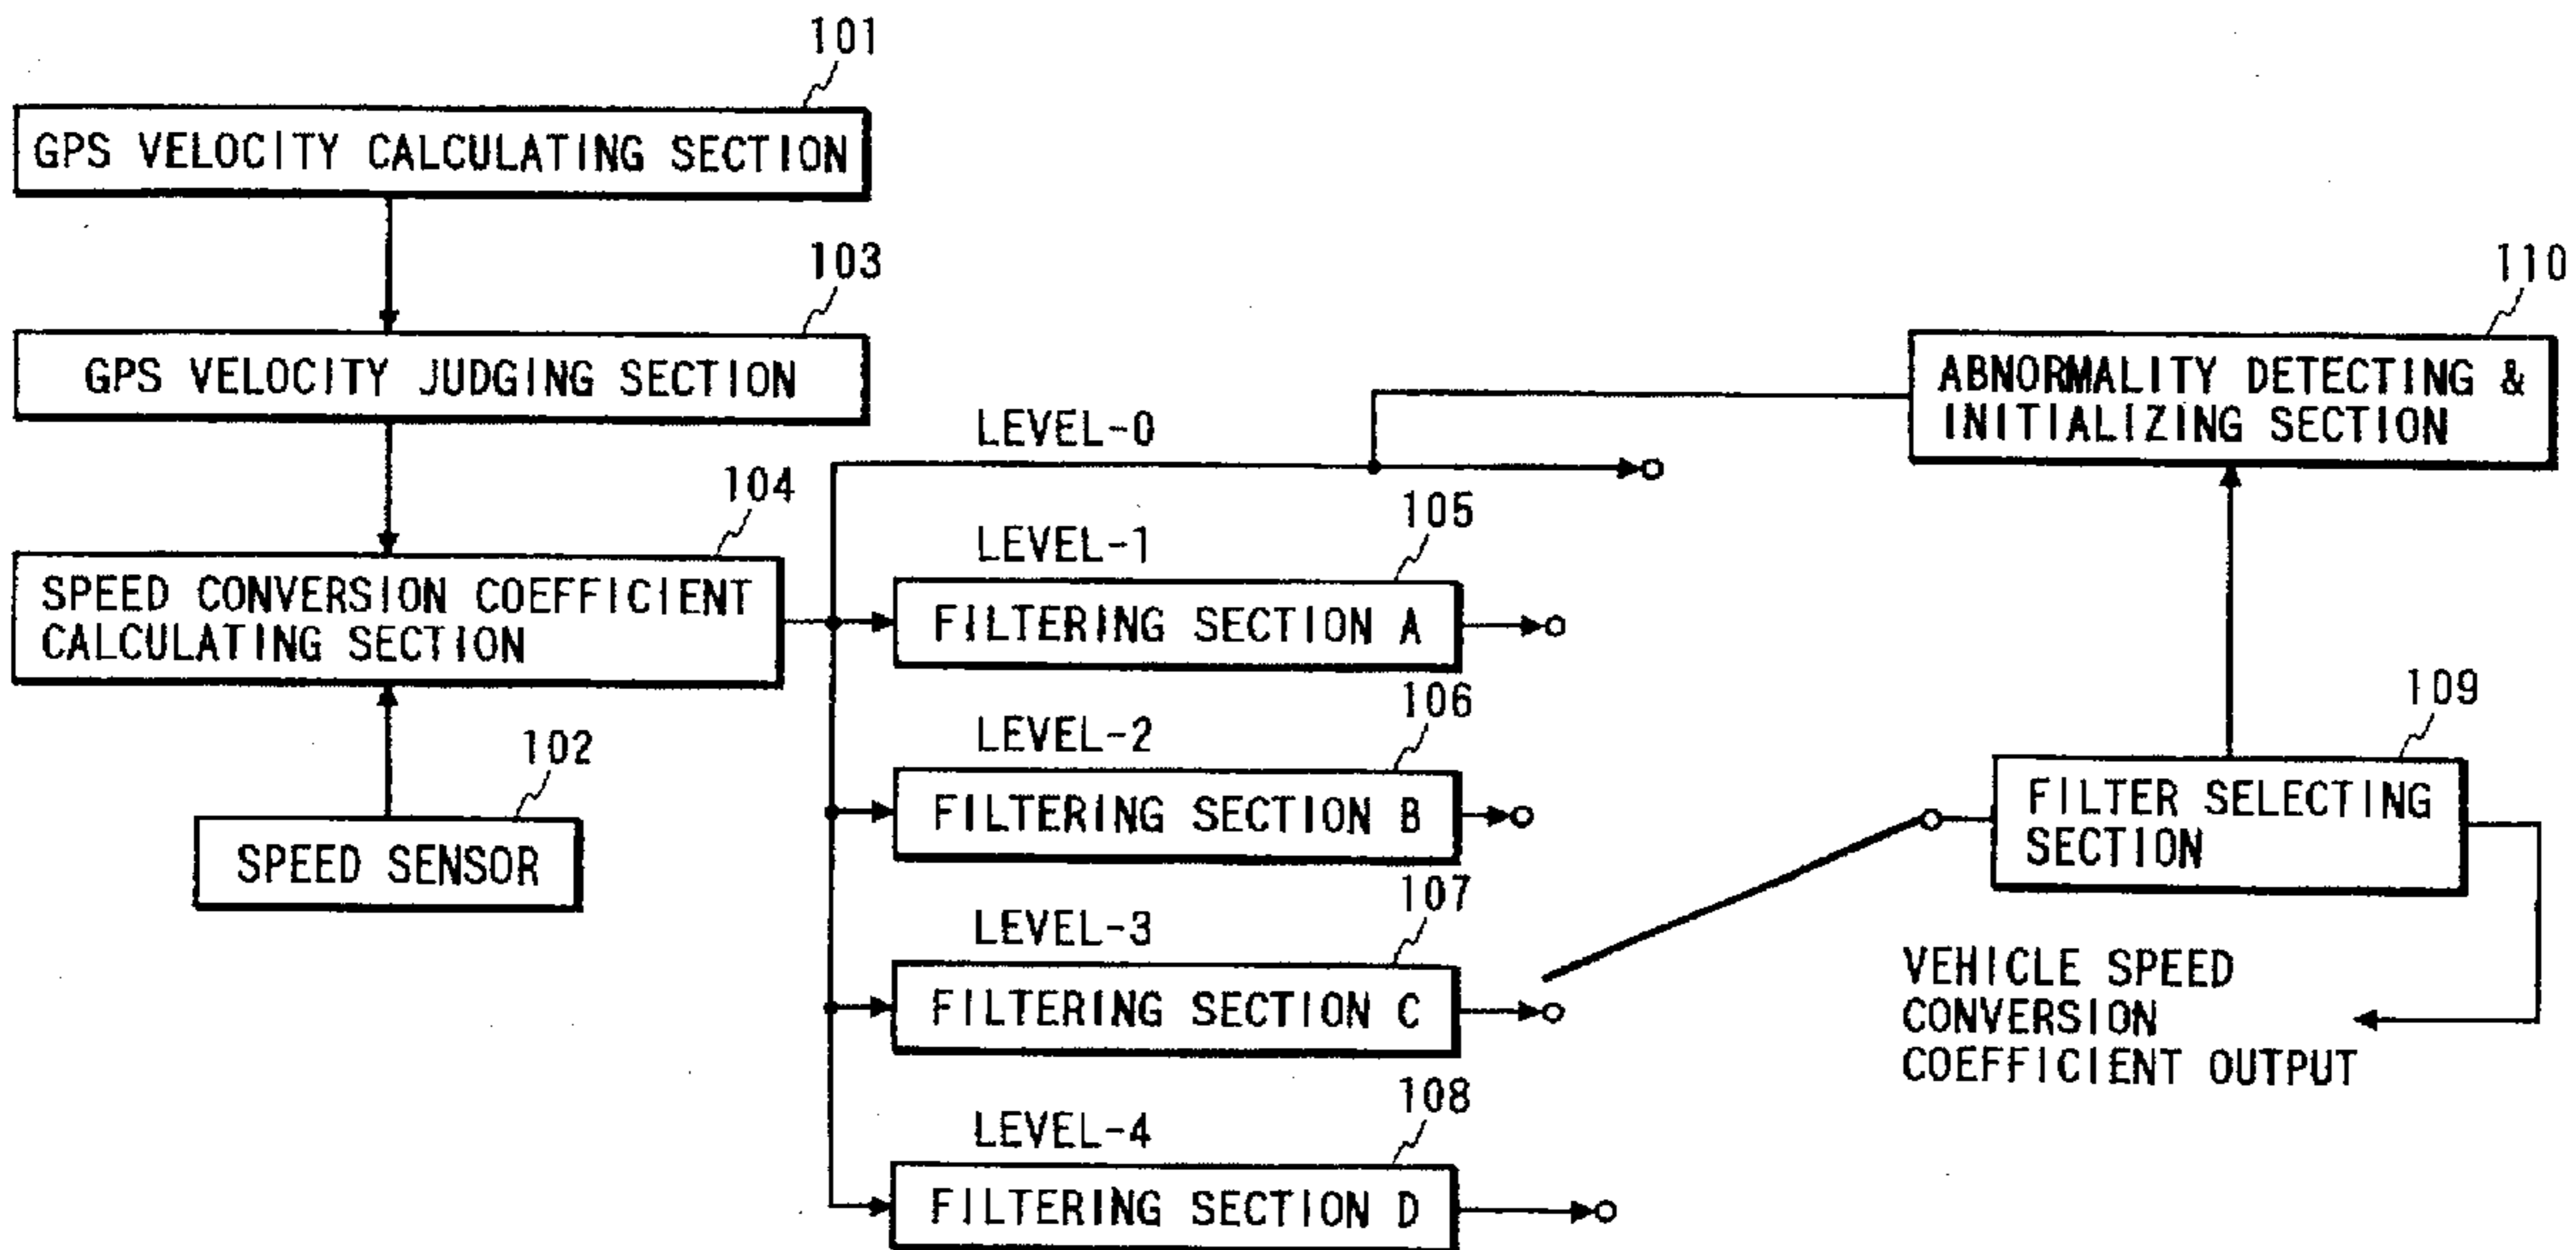 101
GPS VELOCITY CALCULATING SECTION
103
GPS VELOCITY JUDGING SECTION
104
SPEED CONVERSION COEFFICIENT
CALCULATING SECTION
102
SPEED SENSOR
LEVEL-0
LEVEL-1
105
FILTERING SECTION A
LEVEL-2
106
FILTERING SECTION B
LEVEL-3
107
FILTERING SECTION C
LEVEL-4
108
FILTERING SECTION D
110
ABNORMALITY DETECTING &
INITIALIZING SECTION
109
FILTER SELECTING
SECTION
VEHICLE SPEED
CONVERSION
COEFFICIENT OUTPUT